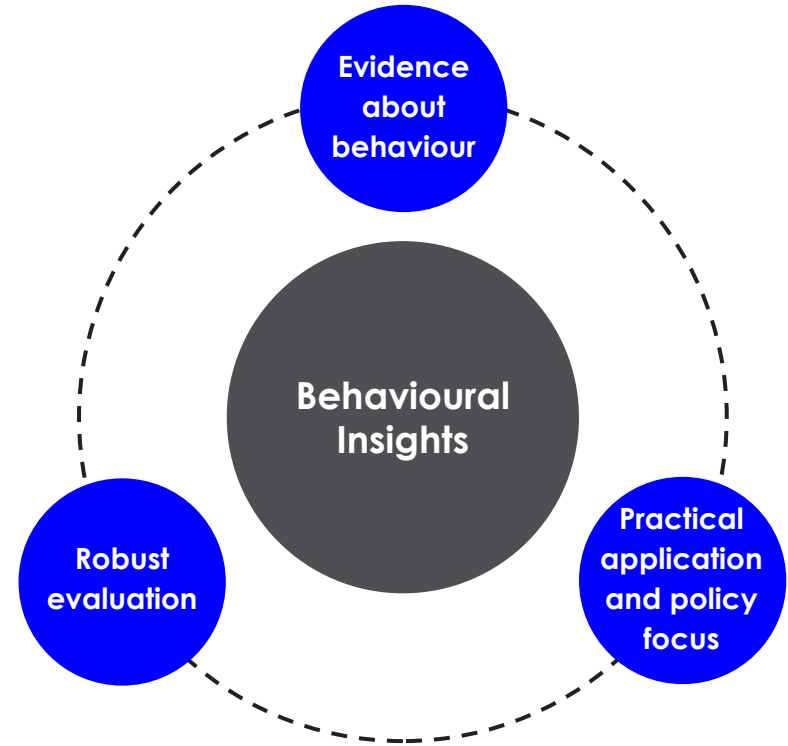 Evidence
about
behaviour
Behavioural
Insights
Robust
evaluation
Practical
application
and policy
focus